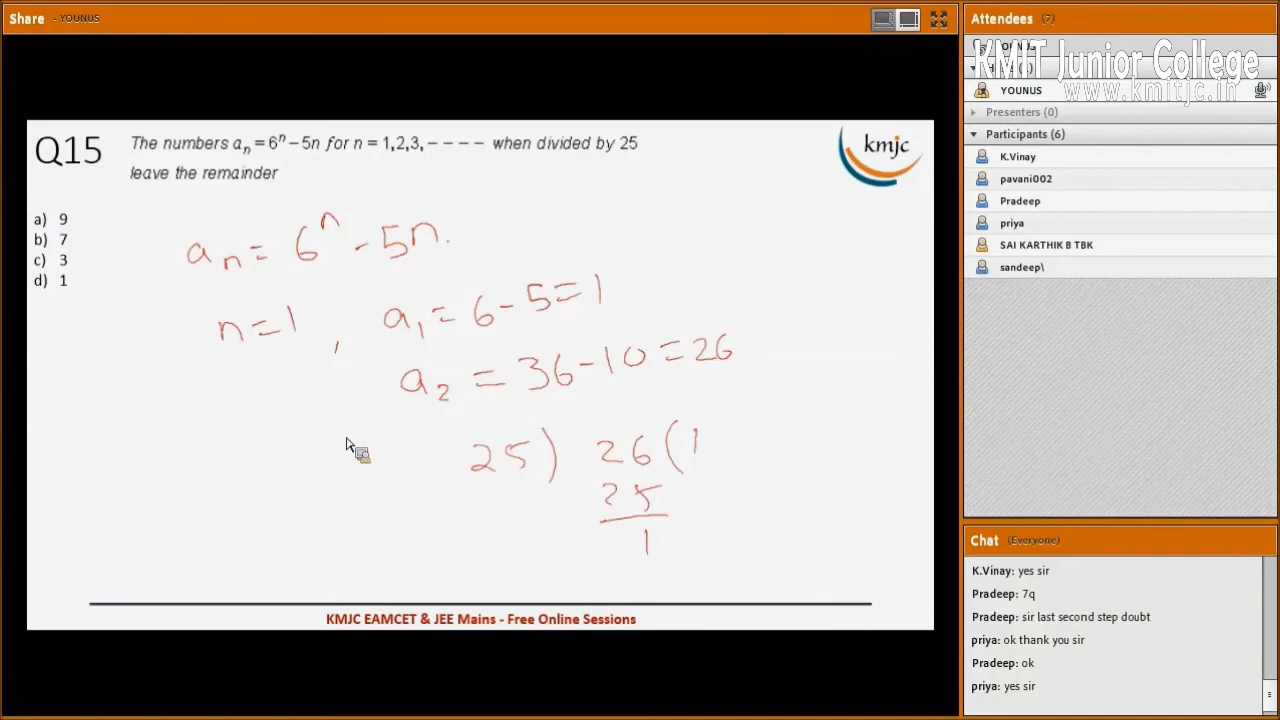 Share - YOUNUS
Attendees (7)
KMIT Junior College
www.kmitjc.in
YOUNUS
Presenters (0)
Participants (6)
K.Vinay
pavani002
Pradeep
priya
SAI KARTHIK B TBK
sandeep\
Q15
The numbers aₙ = 6ⁿ – 5n for n = 1,2,3, – – – – when divided by 25
leave the remainder
kmjc
a) 9
b) 7
c) 3
d) 1
aₙ = 6ⁿ - 5n.
n = 1 , a₁ = 6 - 5 = 1
a₂ = 36 - 10 = 26
25 ) 26 ( 1
25
1
KMJC EAMCET & JEE Mains - Free Online Sessions
Chat (Everyone)
K.Vinay: yes sir
Pradeep: 7q
Pradeep: sir last second step doubt
priya: ok thank you sir
Pradeep: ok
priya: yes sir